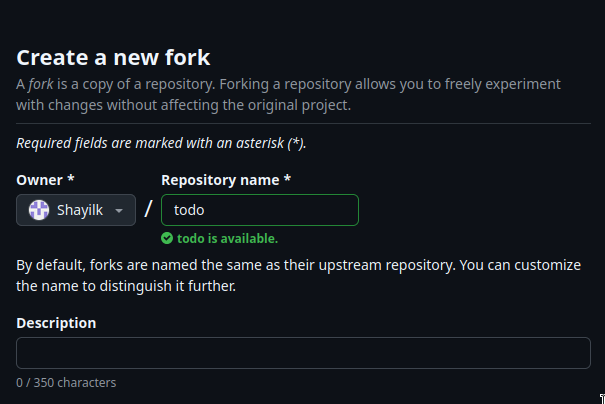 Create a new fork
A fork is a copy of a repository. Forking a repository allows you to freely experiment
with changes without affecting the original project.
Required fields are marked with an asterisk (*).
Owner * Repository name *
Shayilk / todo
todo is available.
By default, forks are named the same as their upstream repository. You can customize
the name to distinguish it further.
Description
0 / 350 characters